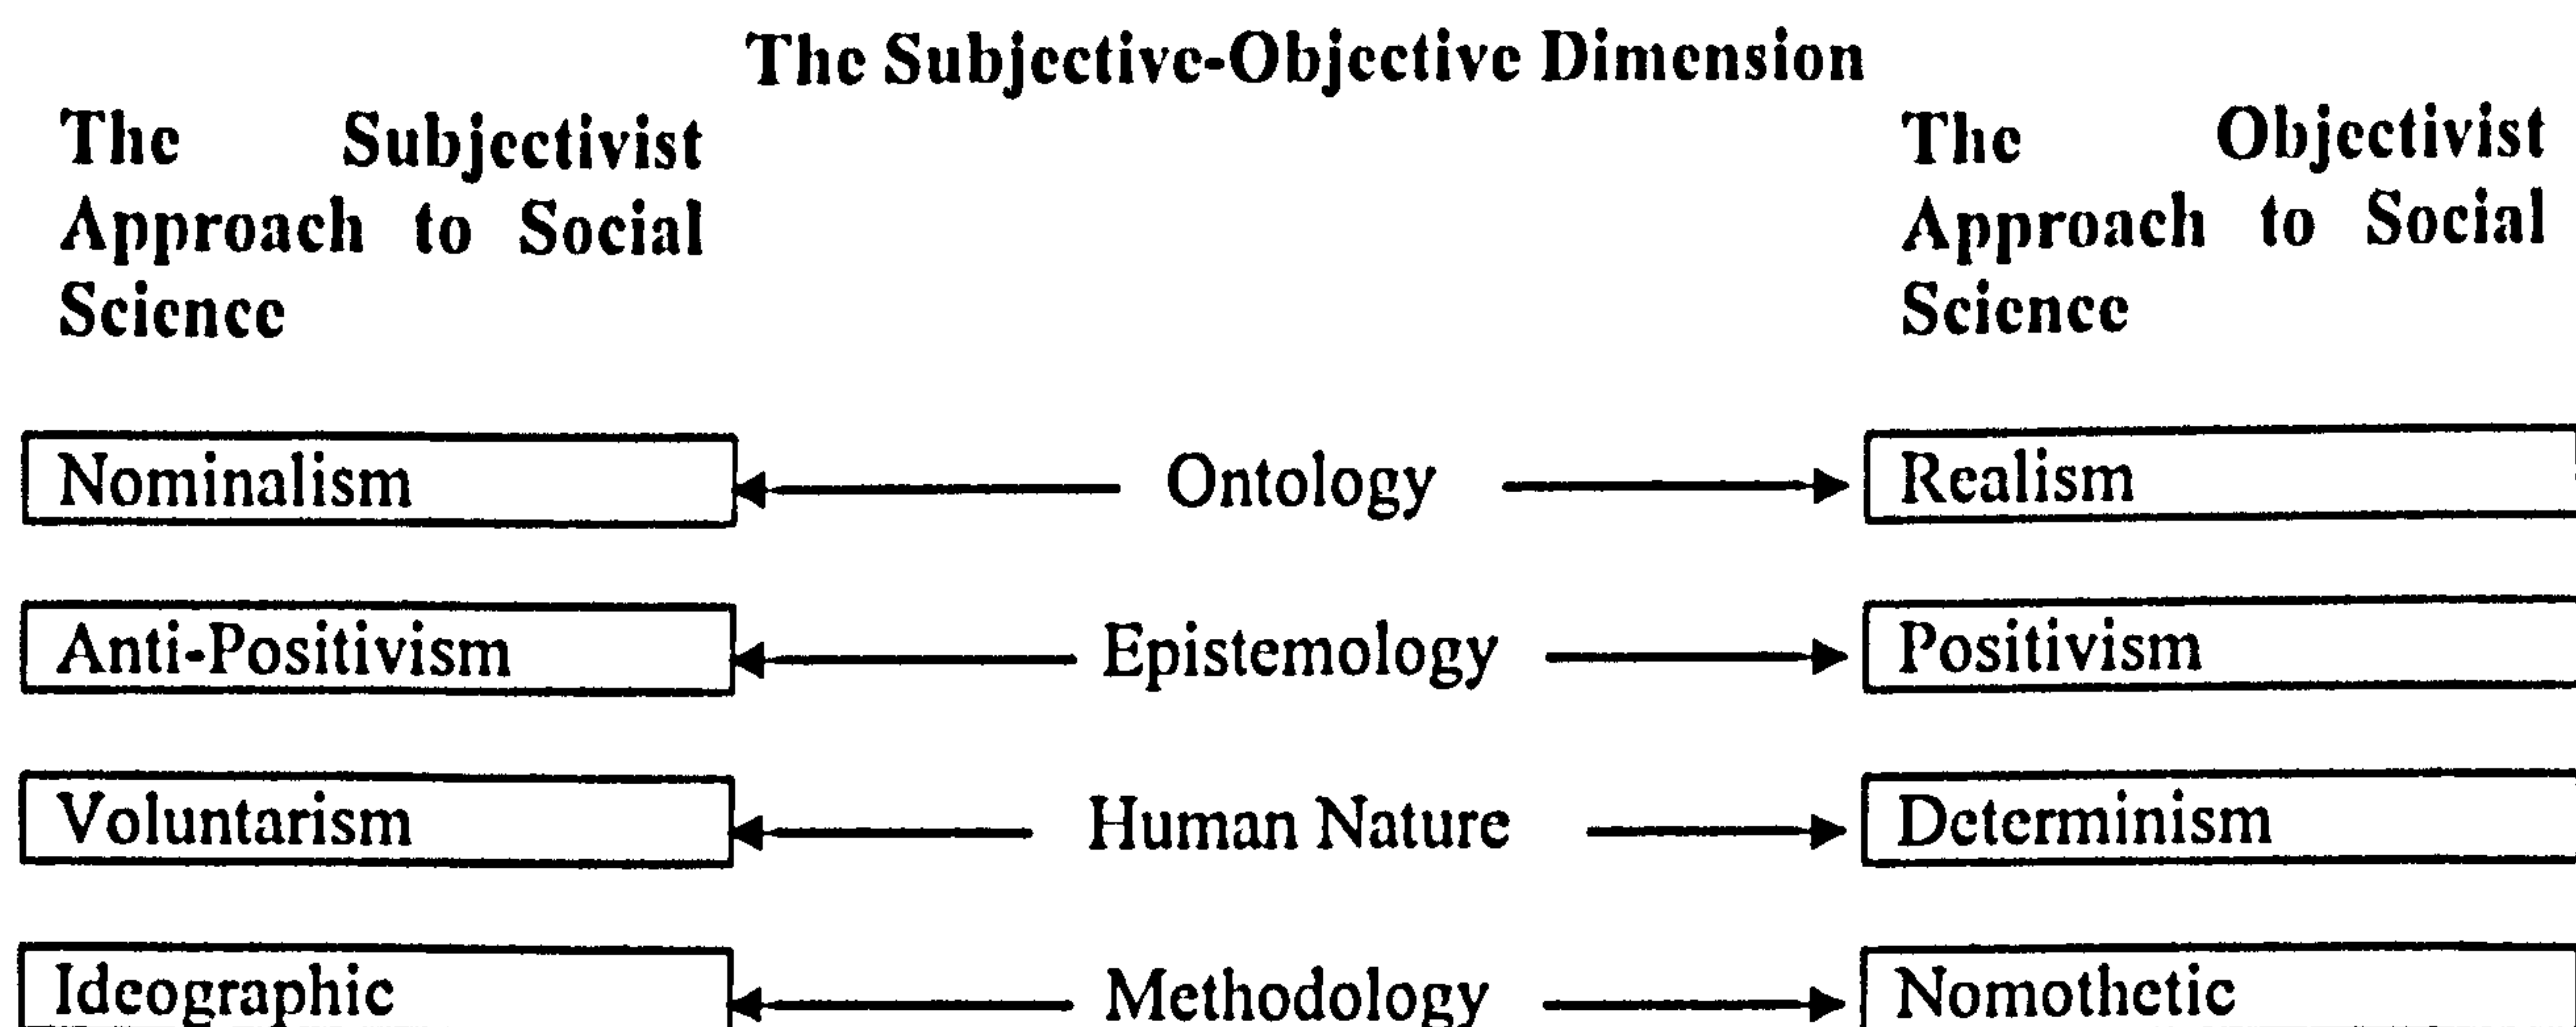 The Subjective-Objective Dimension
The Subjectivist
Approach to Social
Science
The Objectivist
Approach to Social
Science
Nominalism
Ontology
Realism
Anti-Positivism
Epistemology
Positivism
Voluntarism
Human Nature
Determinism
Ideographic
Methodology
Nomothetic